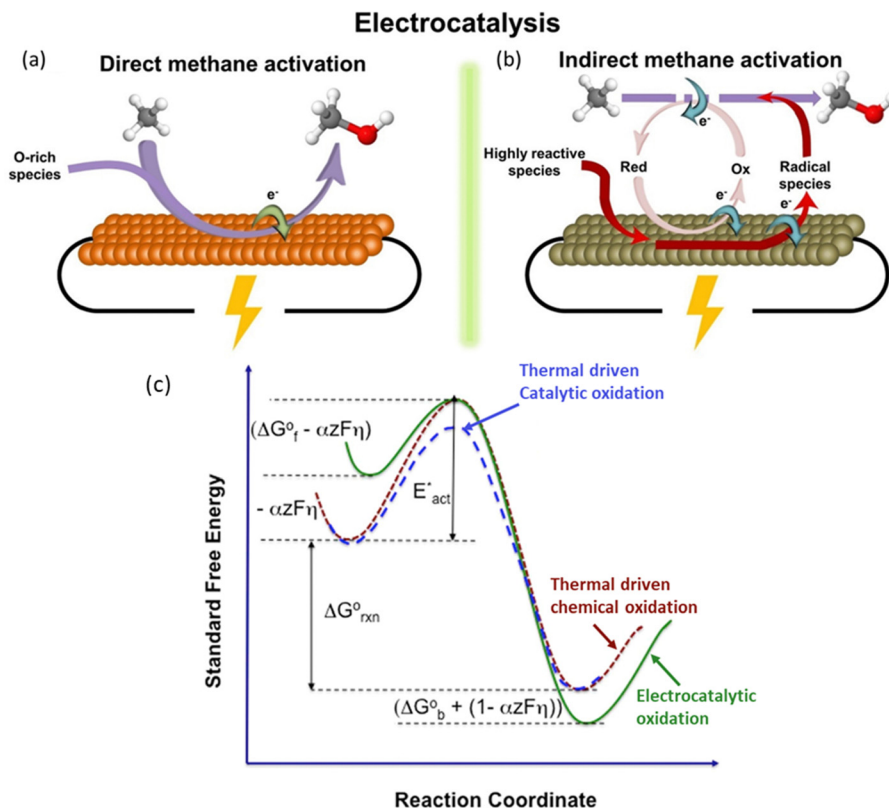 Electrocatalysis
(a)
Direct methane activation
O-rich
species
e-
(b)
Indirect methane activation
e-
Highly reactive
species
Red
Ox
Radical
species
e-
e-
(c)
Thermal driven
Catalytic oxidation
(ΔG°f - αzFη)
E*act
- αzFη
ΔG°rxn
Thermal driven
chemical oxidation
(ΔG°b + (1- αzFη))
Electrocatalytic
oxidation
Standard Free Energy
Reaction Coordinate